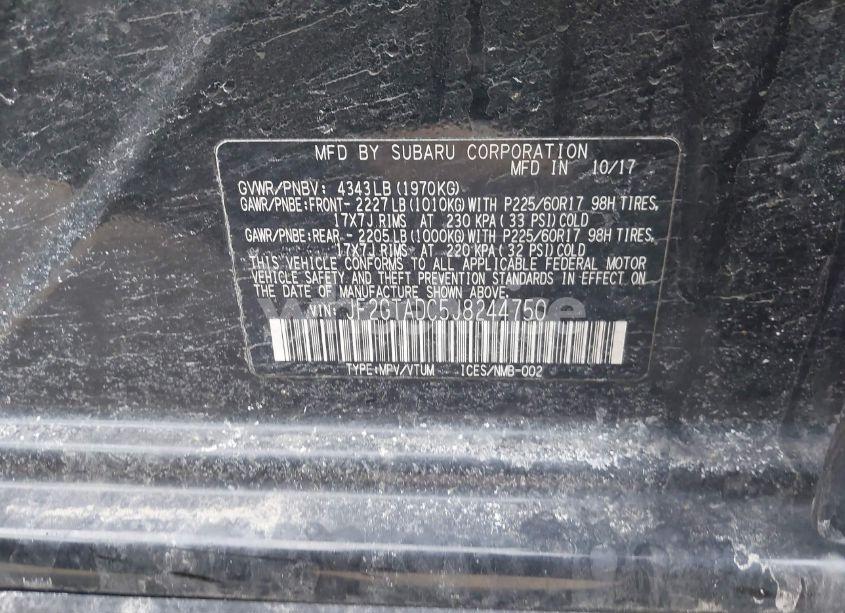 MFD BY SUBARU CORPORATION
MFD IN 10/17
GVWR/PNBV: 4343LB(1970KG)
GAWR/PNBE:FRONT- 2227LB(1010KG)WITH P225/60R17 98H TIRES,
17X7J RIMS AT 230 KPA(33 PSI)COLD
GAWR/PNBE:REAR - 2205LB(1000KG)WITH P225/60R17 98H TIRES,
17X7J RIMS AT 220 KPA(32 PSI)COLD
THIS VEHICLE CONFORMS TO ALL APPLICABLE FEDERAL MOTOR
VEHICLE SAFETY AND THEFT PREVENTION STANDARDS IN EFFECT ON
THE DATE OF MANUFACTURE SHOWN ABOVE.
VIN: JF2GTADC5J8244750
TYPE:MPV/VTUM ICES/NMB-002